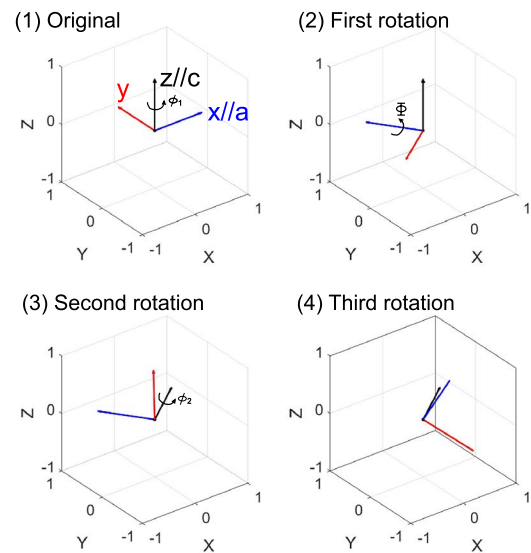 (1) Original
(2) First rotation
1
0
-1
Z
1
0
-1
Y
-1
0
1
X
y
z//c
ϕ1
x//a
1
0
-1
Z
1
0
-1
Y
-1
0
1
X
Φ
(3) Second rotation
(4) Third rotation
1
0
-1
Z
1
0
-1
Y
-1
0
1
X
ϕ2
1
0
-1
Z
1
0
-1
Y
-1
0
1
X